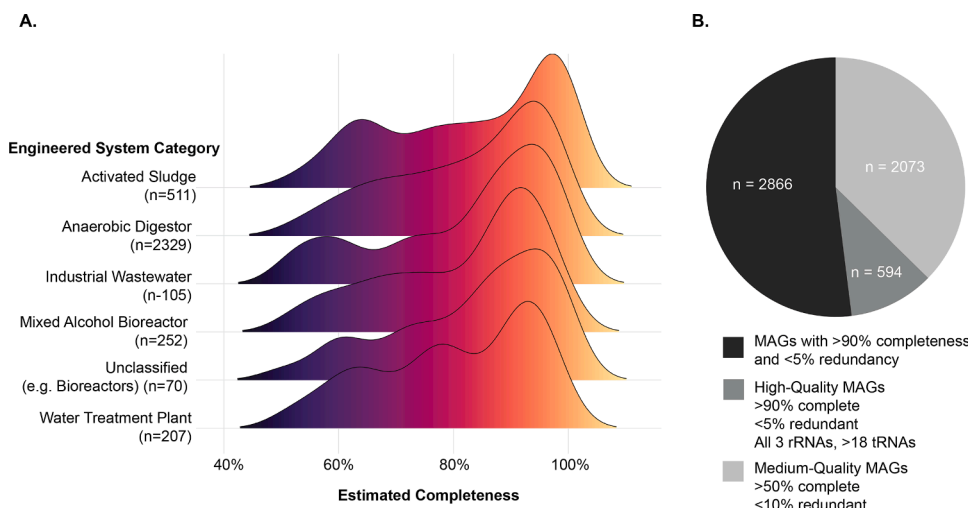 A.
Engineered System Category
Activated Sludge
(n=511)
Anaerobic Digestor
(n=2329)
Industrial Wastewater
(n-105)
Mixed Alcohol Bioreactor
(n=252)
Unclassified
(e.g. Bioreactors) (n=70)
Water Treatment Plant
(n=207)
40%
60%
80%
100%
Estimated Completeness
B.
n = 2866
n = 2073
n = 594
MAGs with >90% completeness
and <5% redundancy
High-Quality MAGs
>90% complete
<5% redundant
All 3 rRNAs, >18 tRNAs
Medium-Quality MAGs
>50% complete
<10% redundant